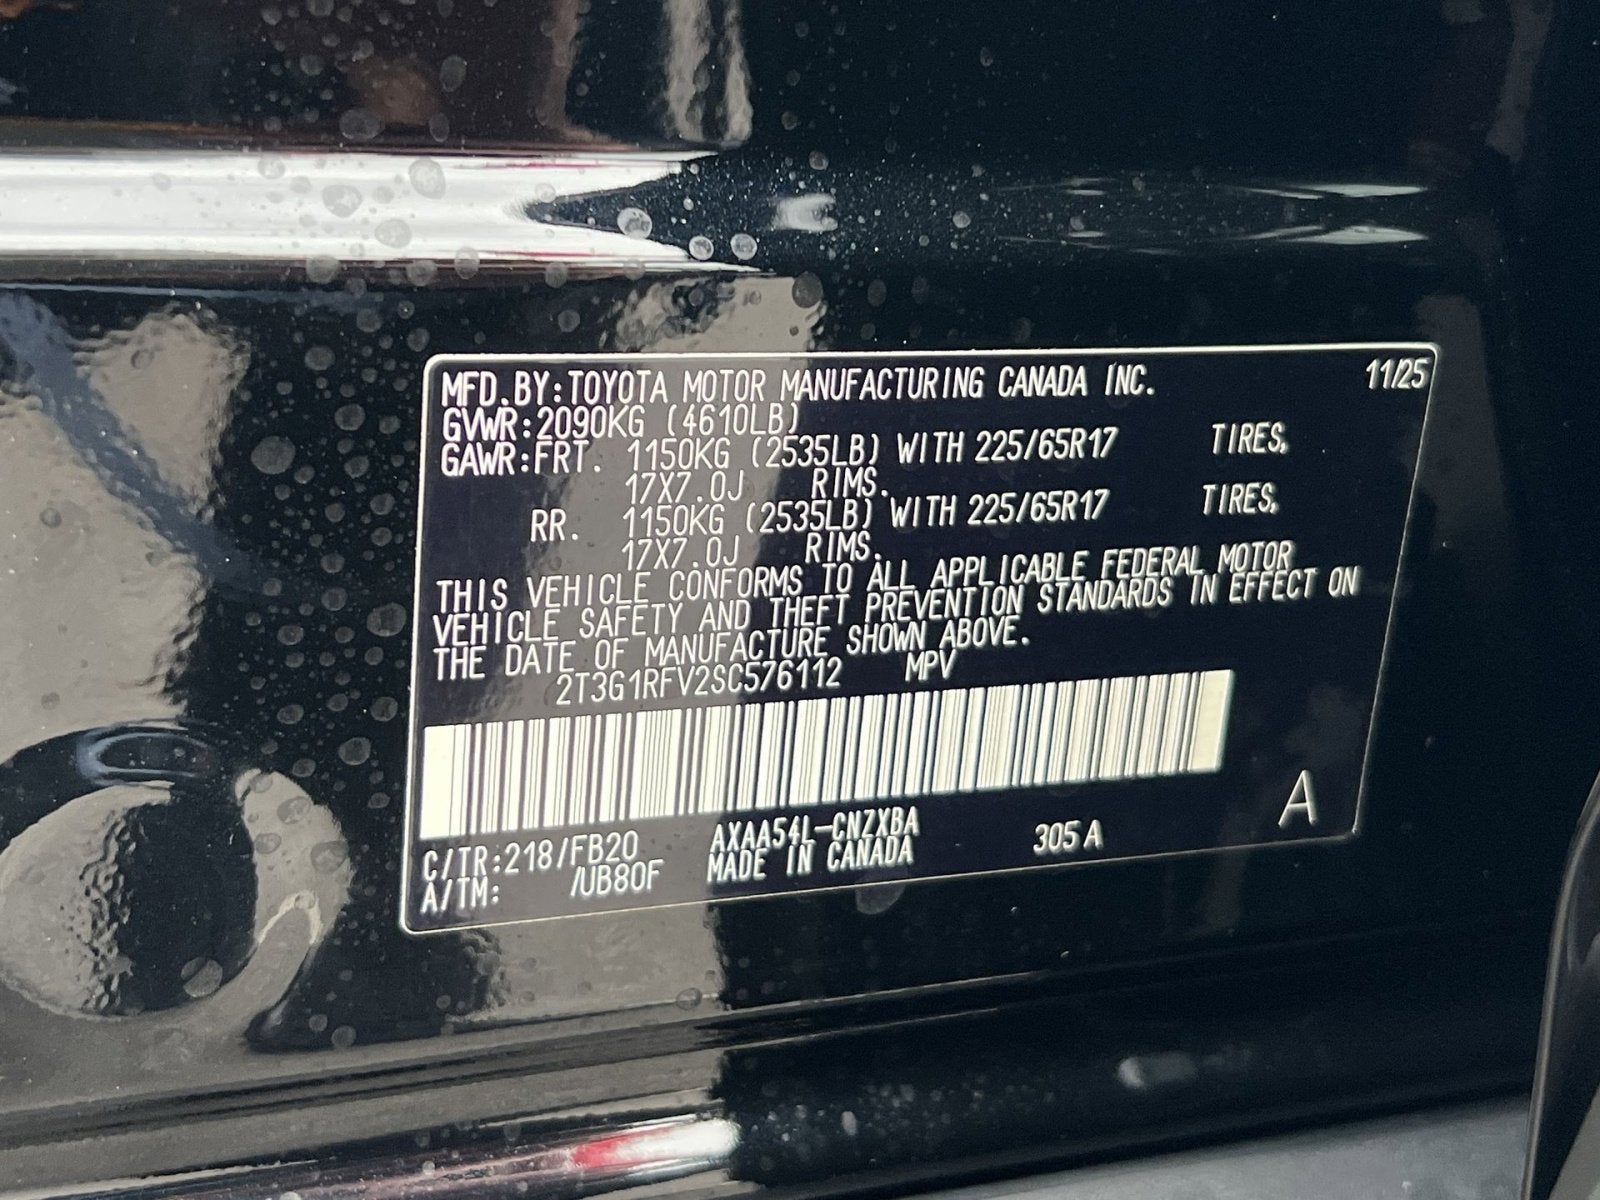 MFD.BY:TOYOTA MOTOR MANUFACTURING CANADA INC. 11/25
GVWR:2090KG (4610LB)
GAWR:FRT. 1150KG (2535LB) WITH 225/65R17 TIRES,
17X7.0J RIMS.
RR. 1150KG (2535LB) WITH 225/65R17 TIRES,
17X7.0J RIMS.
THIS VEHICLE CONFORMS TO ALL APPLICABLE FEDERAL MOTOR
VEHICLE SAFETY AND THEFT PREVENTION STANDARDS IN EFFECT ON
THE DATE OF MANUFACTURE SHOWN ABOVE.
2T3G1RFV2SC576112 MPV
C/TR:218/FB20 AXAA54L-CNZXBA 305A A
A/TM: /UB80F MADE IN CANADA